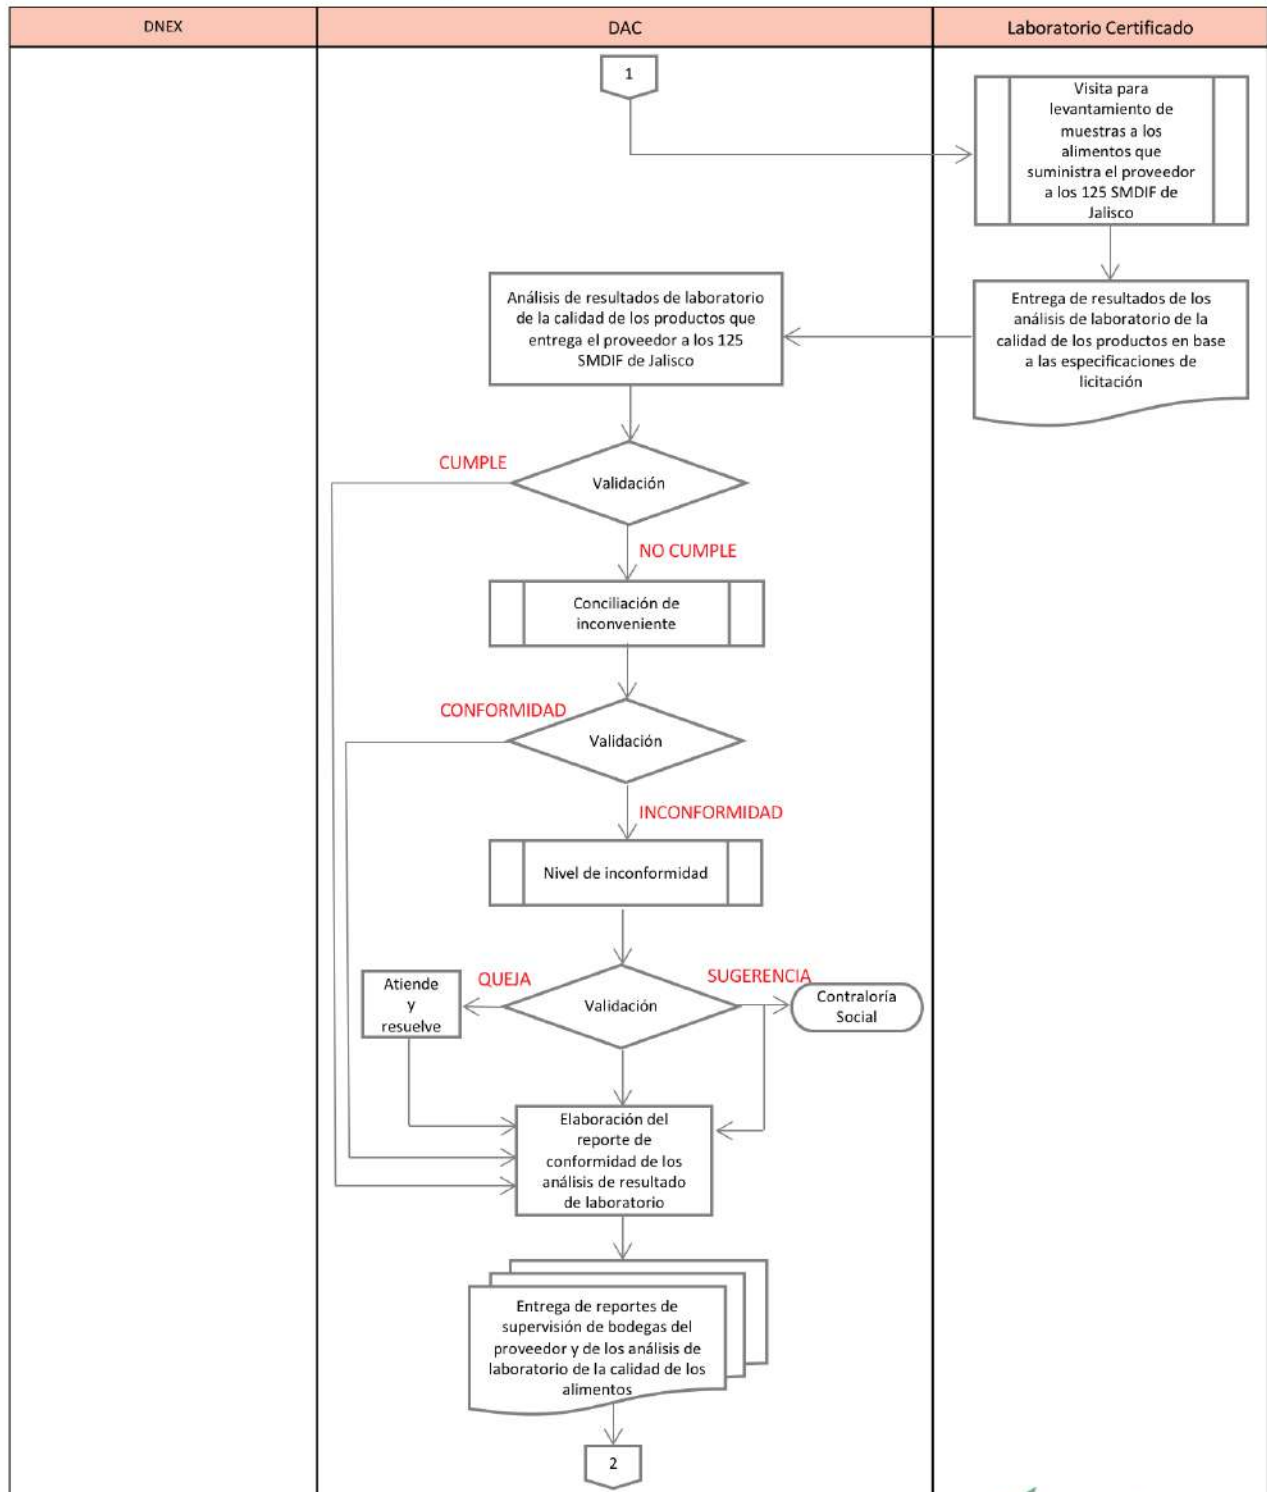 DNEX
DAC
Laboratorio Certificado
1
Visita para
levantamiento de
muestras a los
alimentos que
suministra el proveedor
a los 125 SMDIF de
Jalisco
Análisis de resultados de laboratorio
de la calidad de los productos que
entrega el proveedor a los 125
SMDIF de Jalisco
Entrega de resultados de los
análisis de laboratorio de la
calidad de los productos en base
a las especificaciones de
licitación
CUMPLE
Validación
NO CUMPLE
Conciliación de
inconveniente
CONFORMIDAD
Validación
INCONFORMIDAD
Nivel de inconformidad
Atiende
y
resuelve
QUEJA
Validación
SUGERENCIA
Contraloría
Social
Elaboración del
reporte de
conformidad de los
análisis de resultado
de laboratorio
Entrega de reportes de
supervisión de bodegas del
proveedor y de los análisis de
laboratorio de la calidad de los
alimentos
2